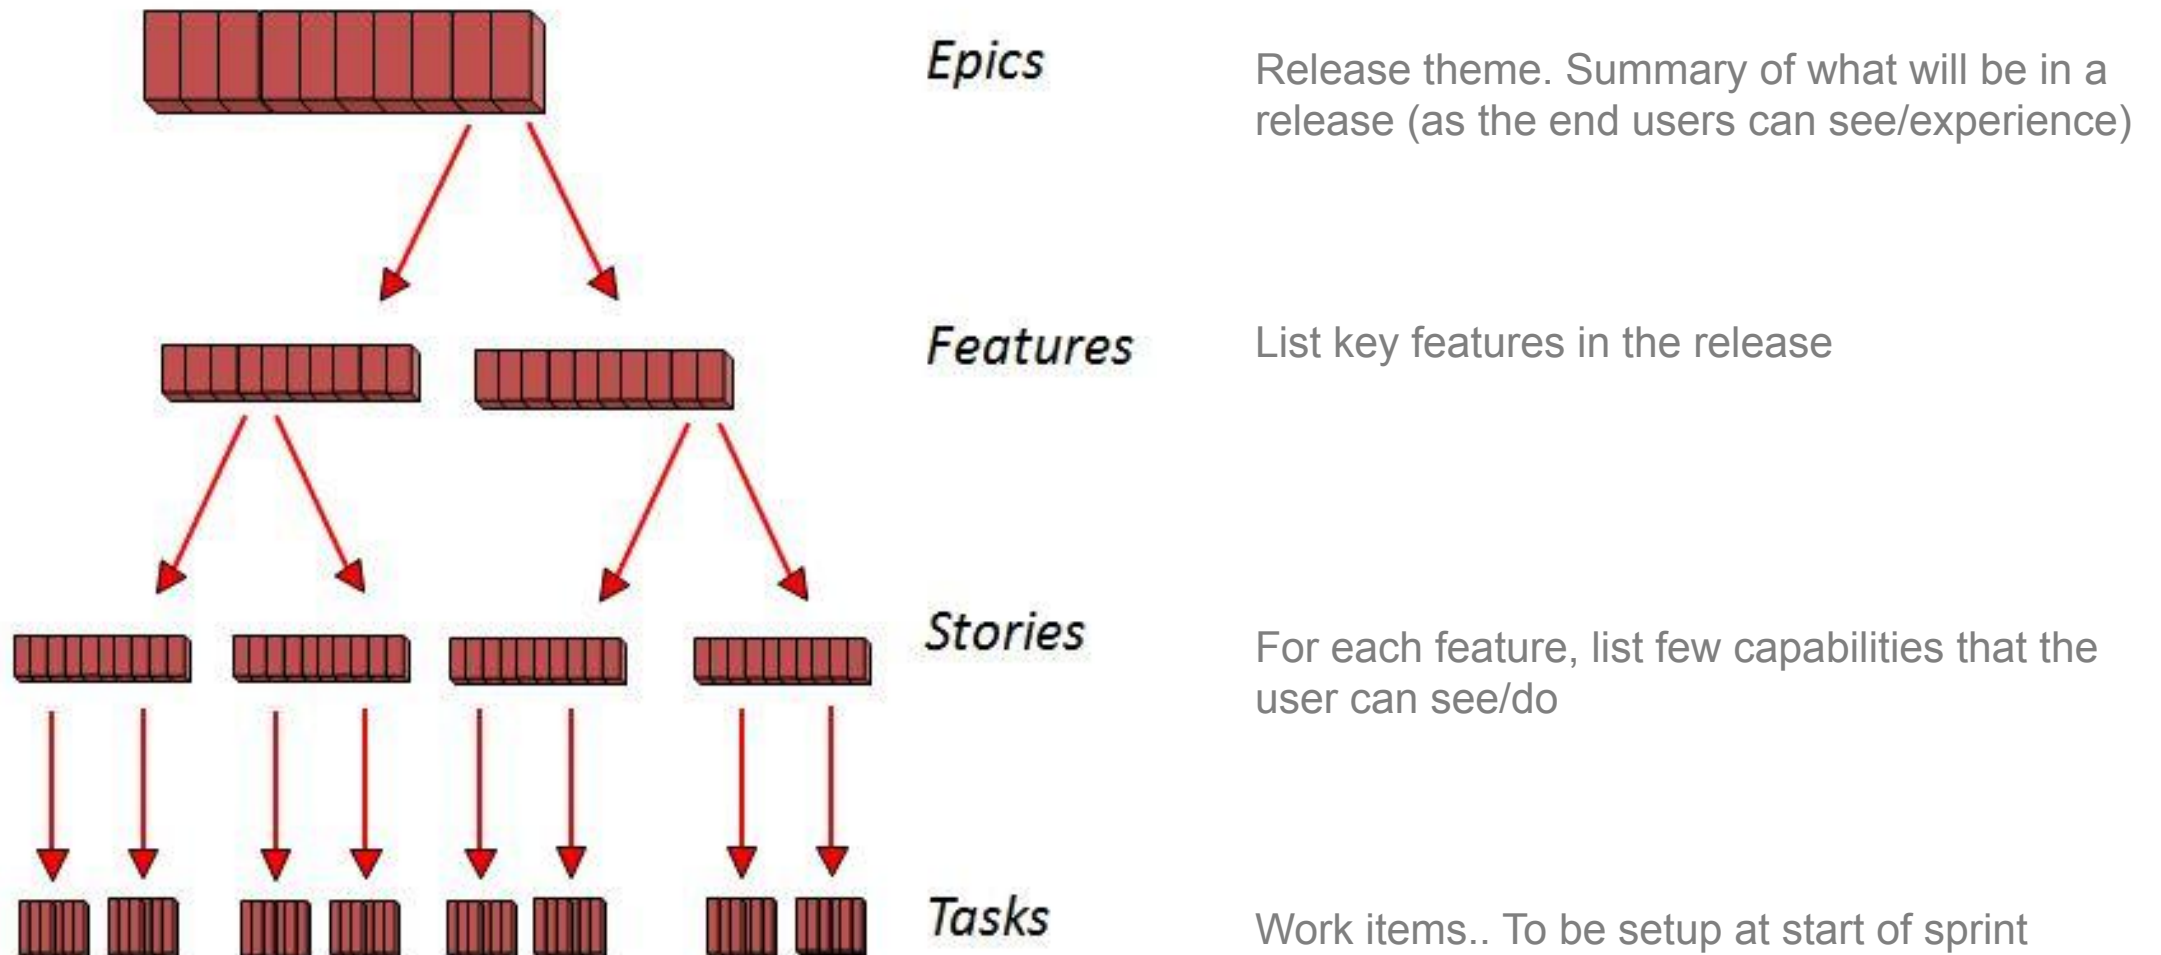 Epics
Release theme. Summary of what will be in a
release (as the end users can see/experience)
Features
List key features in the release
Stories
For each feature, list few capabilities that the
user can see/do
Tasks
Work items.. To be setup at start of sprint